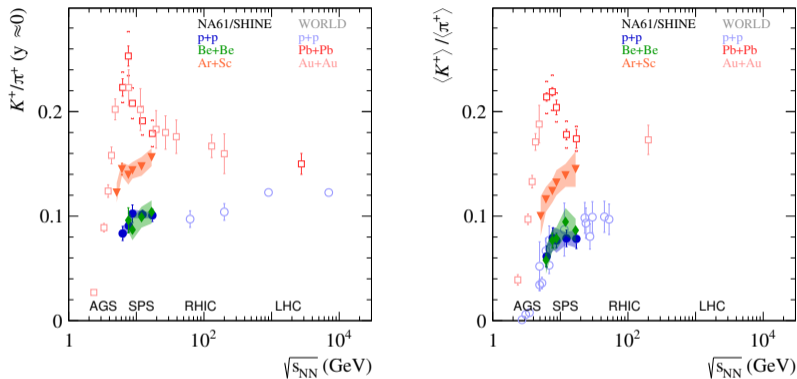 K⁺/π⁺ (y ≈0)
NA61/SHINE
p+p
Be+Be
Ar+Sc
WORLD
p+p
Pb+Pb
Au+Au
0.2
0.1
0
AGS SPS RHIC LHC
1 10² 10⁴
√sNN (GeV)
⟨K⁺⟩/⟨π⁺⟩
NA61/SHINE
p+p
Be+Be
Ar+Sc
WORLD
p+p
Pb+Pb
Au+Au
0.2
0.1
0
AGS SPS RHIC LHC
1 10² 10⁴
√sNN (GeV)